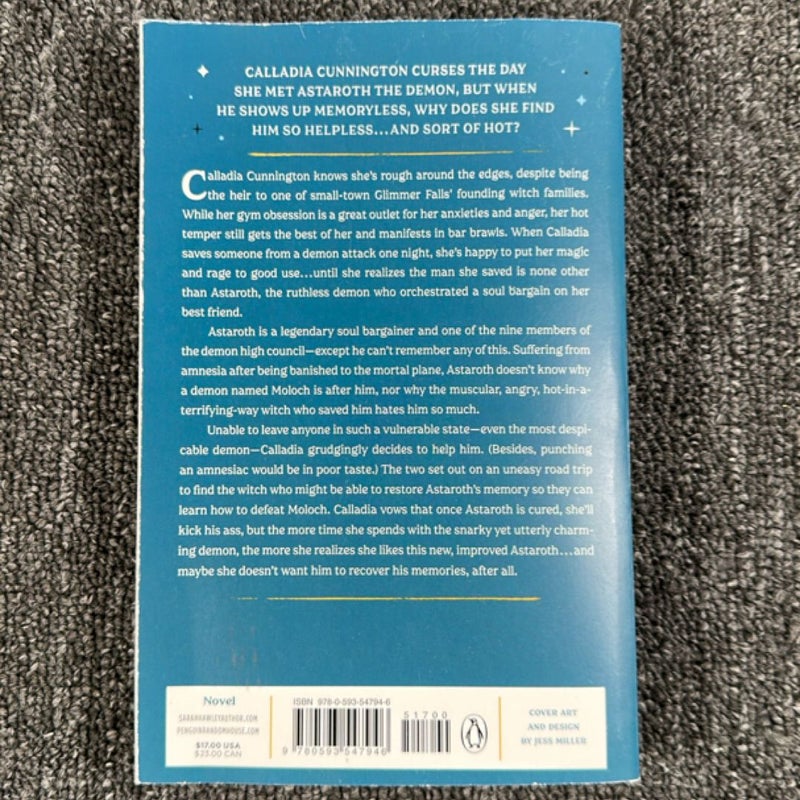 CALLADIA CUNNINGTON CURSES THE DAY
SHE MET ASTAROTH THE DEMON, BUT WHEN
HE SHOWS UP MEMORYLESS, WHY DOES SHE FIND
HIM SO HELPLESS...AND SORT OF HOT?
Calladia Cunnington knows she's rough around the edges, despite being
the heir to one of small-town Glimmer Falls' founding witch families.
While her gym obsession is a great outlet for her anxieties and anger, her hot
temper still gets the best of her and manifests in bar brawls. When Calladia
saves someone from a demon attack one night, she's happy to put her magic
and rage to good use...until she realizes the man she saved is none other
than Astaroth, the ruthless demon who orchestrated a soul bargain on her
best friend.
Astaroth is a legendary soul bargainer and one of the nine members of
the demon high council—except he can't remember any of this. Suffering from
amnesia after being banished to the mortal plane, Astaroth doesn't know why
a demon named Moloch is after him, nor why the muscular, angry, hot-in-a-
terrifying-way witch who saved him hates him so much.
Unable to leave anyone in such a vulnerable state—even the most despi-
cable demon—Calladia grudgingly decides to help him. (Besides, punching
an amnesiac would be in poor taste.) The two set out on an uneasy road trip
to find the witch who might be able to restore Astaroth's memory so they can
learn how to defeat Moloch. Calladia vows that once Astaroth is cured, she'll
kick his ass, but the more time she spends with the snarky yet utterly charm-
ing demon, the more she realizes she likes this new, improved Astaroth...and
maybe she doesn't want him to recover his memories, after all.
Novel
SARAHHAWLEYAUTHOR.COM
PENGUINRANDOMHOUSE.COM
$17.00 USA
$23.00 CAN
ISBN 978-0-593-54794-6
51700
9 780593 547946
COVER ART
AND DESIGN
BY JESS MILLER